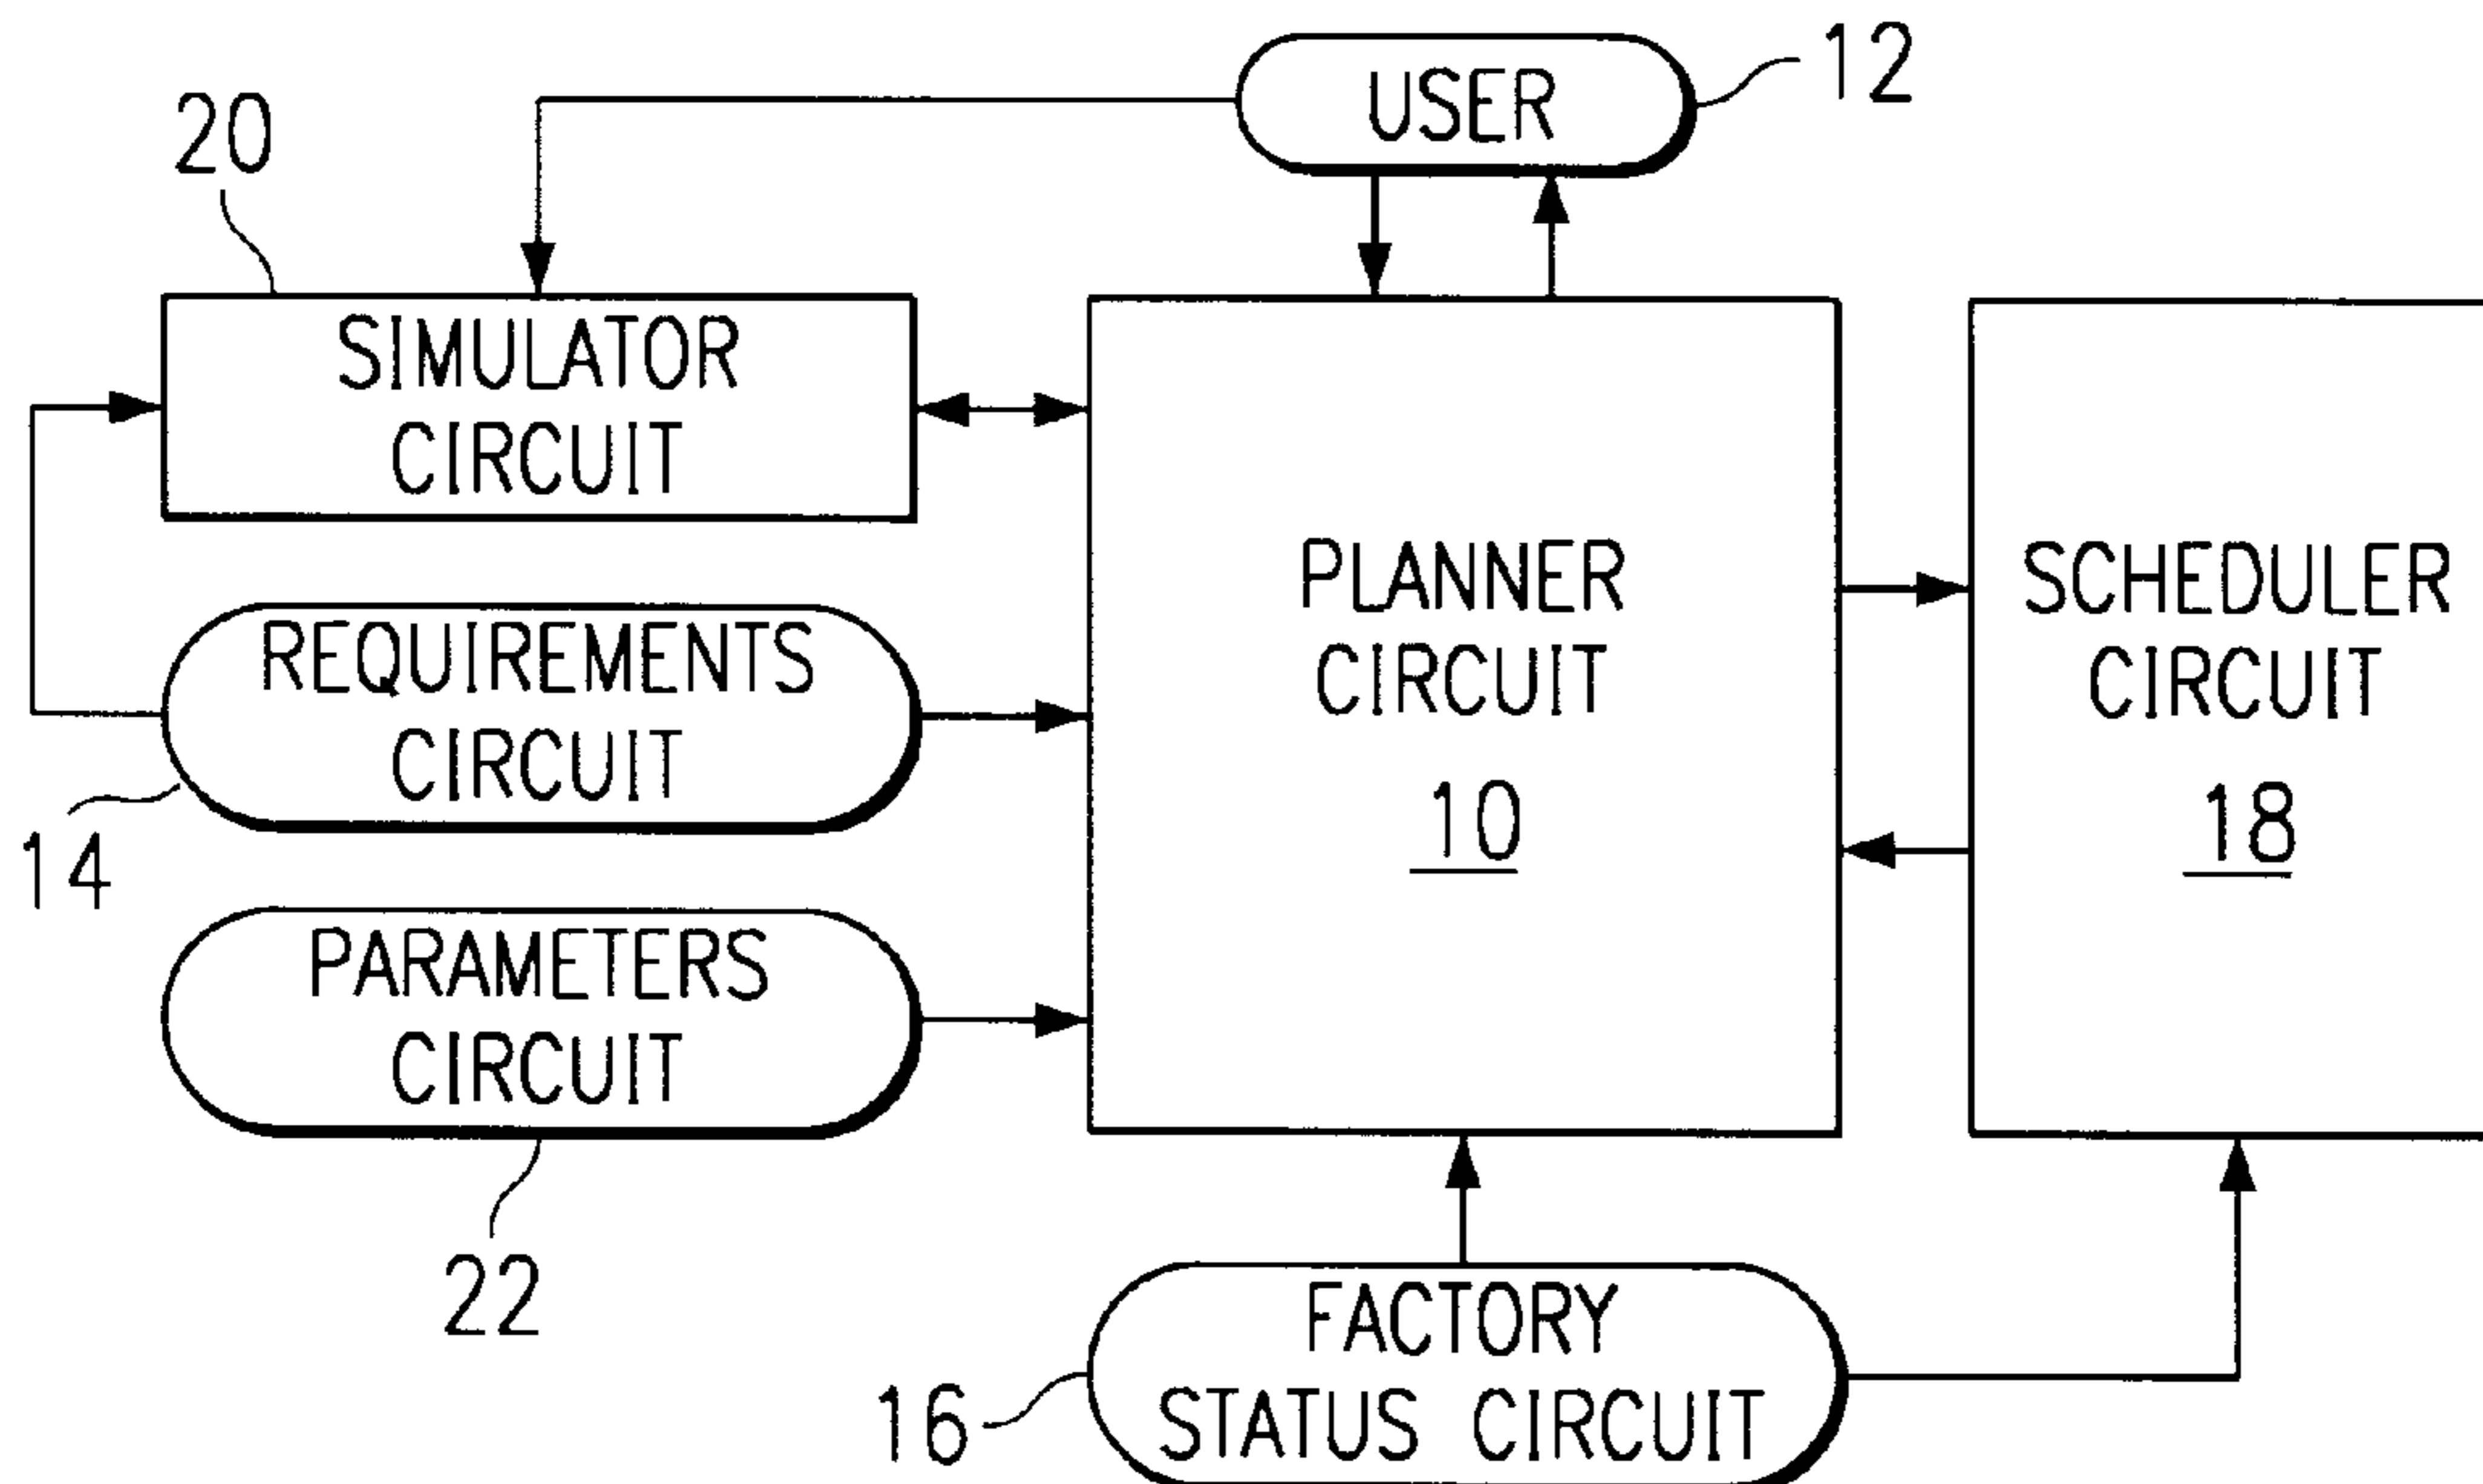 USER
12
20
SIMULATOR
CIRCUIT
REQUIREMENTS
CIRCUIT
14
PARAMETERS
CIRCUIT
22
PLANNER
CIRCUIT
10
SCHEDULER
CIRCUIT
18
FACTORY
STATUS CIRCUIT
16